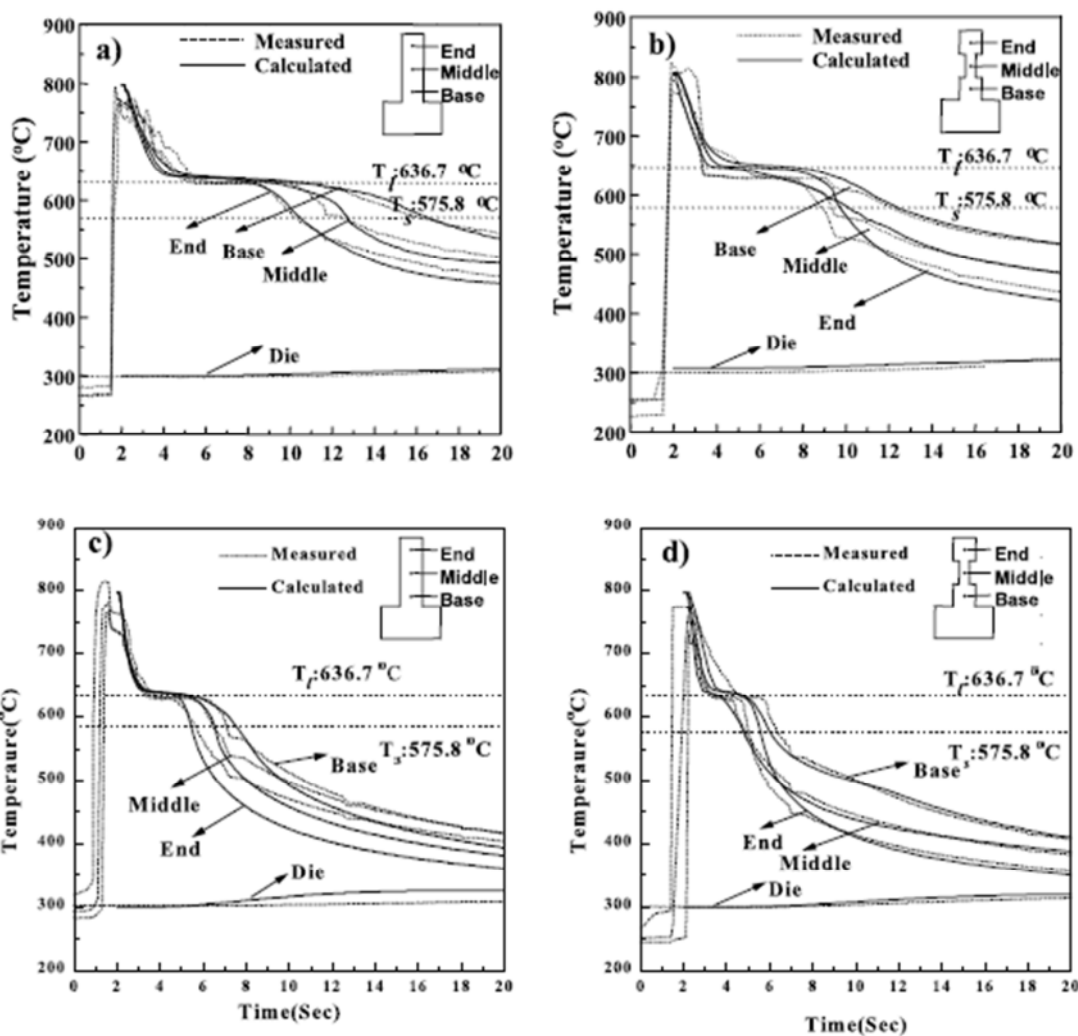 a)
Measured
Calculated
End
Middle
Base
Temperature (°C)
900
800
700
600
500
400
300
200
T_l:636.7 °C
T_s:575.8 °C
End
Base
Middle
Die
0 2 4 6 8 10 12 14 16 18 20
b)
Measured
Calculated
End
Middle
Base
Temperature (°C)
900
800
700
600
500
400
300
200
T_l:636.7 °C
T_s:575.8 °C
Base
Middle
End
Die
0 2 4 6 8 10 12 14 16 18 20
c)
Measured
Calculated
End
Middle
Base
Temperaure(°C)
900
800
700
600
500
400
300
200
T_l:636.7 °C
T_s:575.8 °C
Base
Middle
End
Die
0 2 4 6 8 10 12 14 16 18 20
Time(Sec)
d)
Measured
Calculated
End
Middle
Base
Temperaure(°C)
900
800
700
600
500
400
300
200
T_l:636.7 °C
T_s:575.8 °C
Base
End
Middle
Die
0 2 4 6 8 10 12 14 16 18 20
Time(Sec)